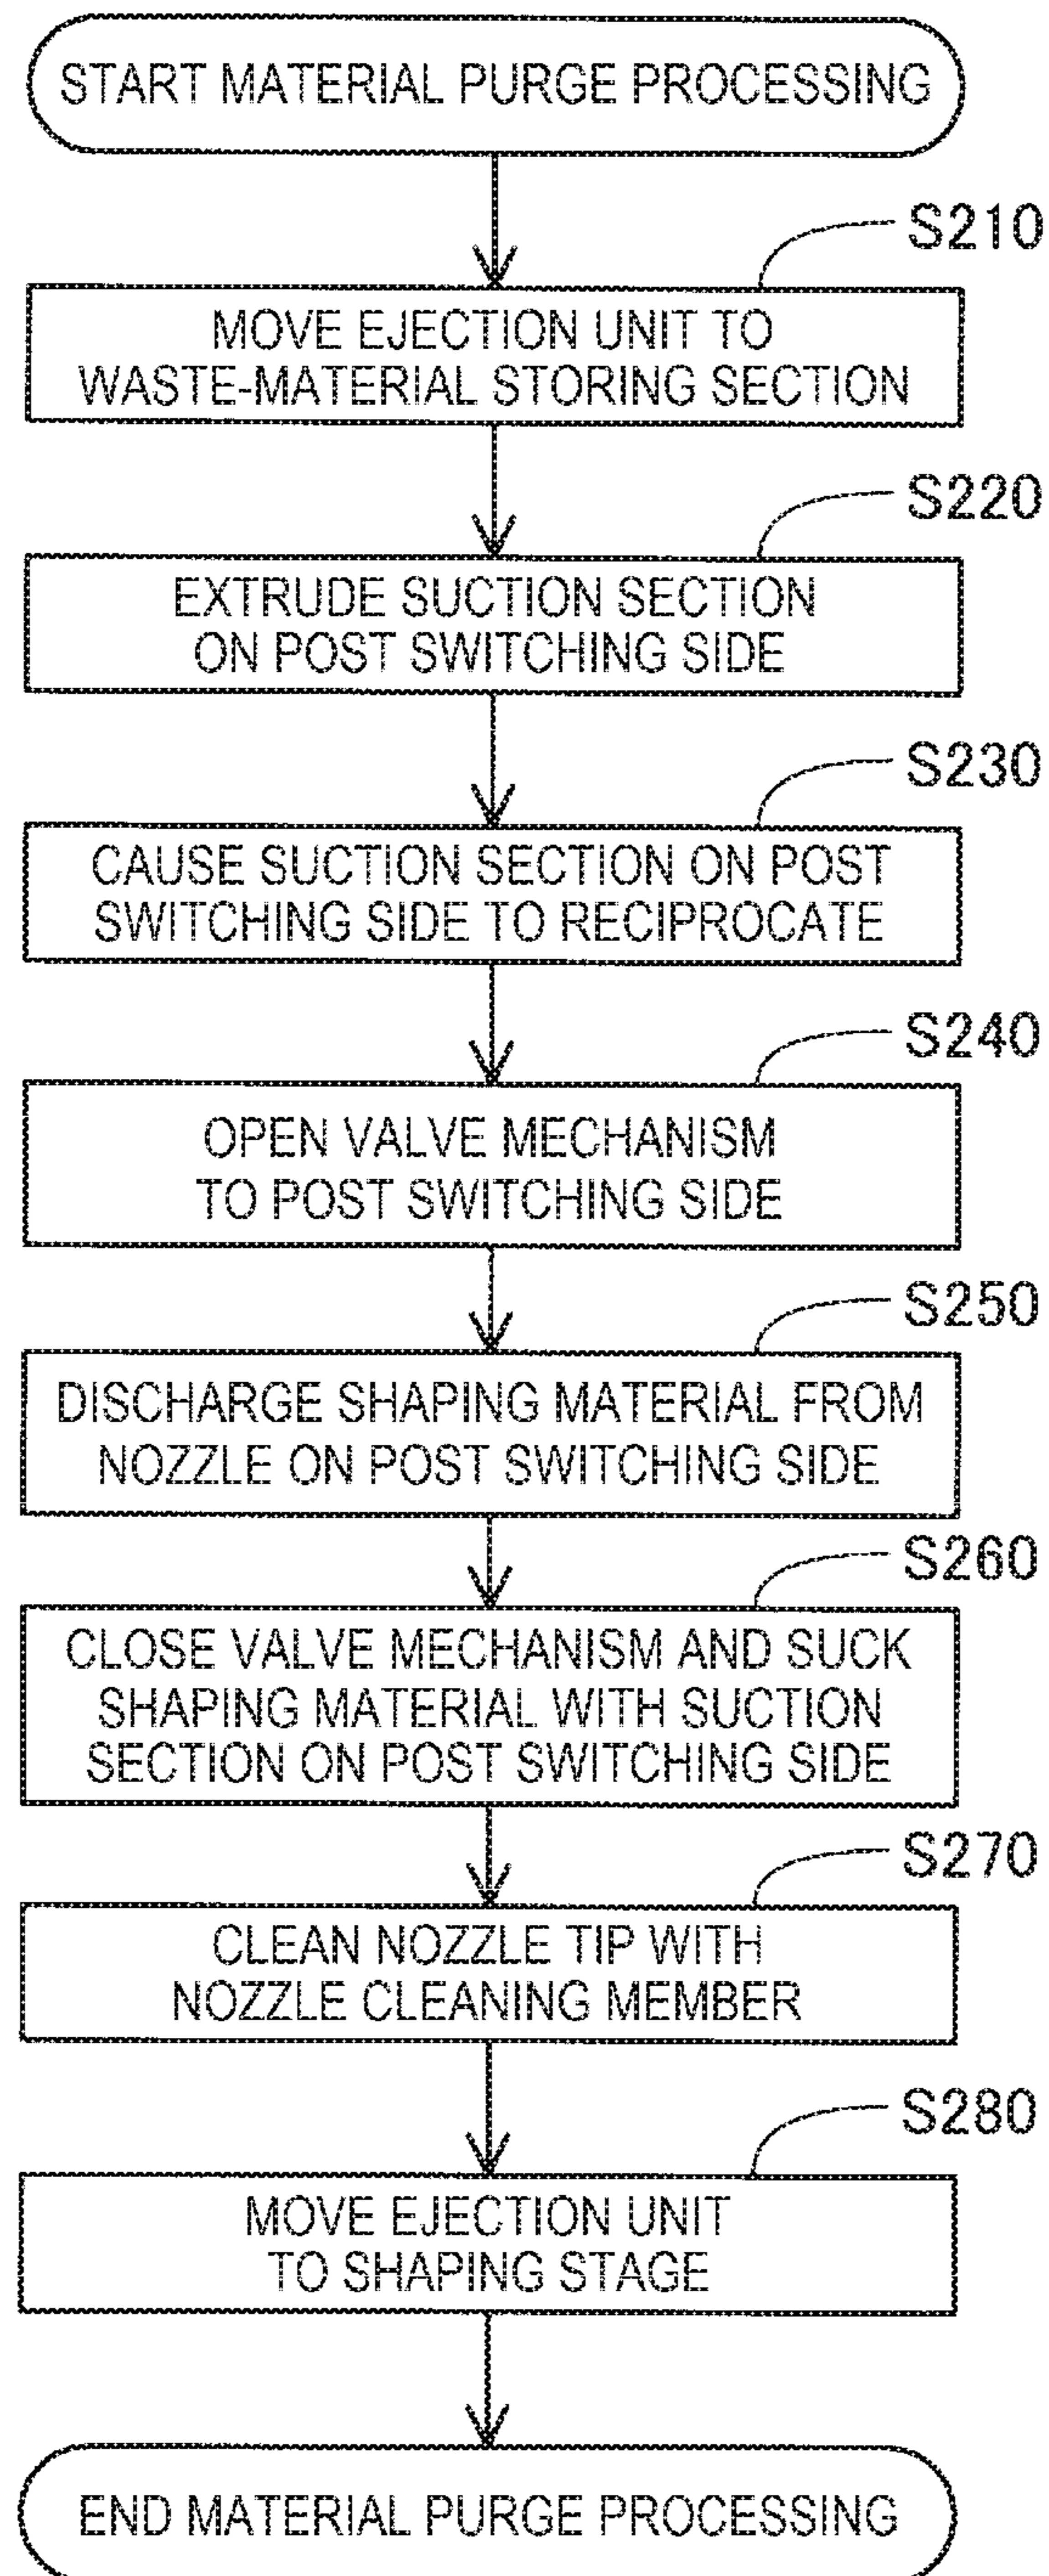 START MATERIAL PURGE PROCESSING
S210
MOVE EJECTION UNIT TO
WASTE-MATERIAL STORING SECTION
S220
EXTRUDE SUCTION SECTION
ON POST SWITCHING SIDE
S230
CAUSE SUCTION SECTION ON POST
SWITCHING SIDE TO RECIPROCATE
S240
OPEN VALVE MECHANISM
TO POST SWITCHING SIDE
S250
DISCHARGE SHAPING MATERIAL FROM
NOZZLE ON POST SWITCHING SIDE
S260
CLOSE VALVE MECHANISM AND SUCK
SHAPING MATERIAL WITH SUCTION
SECTION ON POST SWITCHING SIDE
S270
CLEAN NOZZLE TIP WITH
NOZZLE CLEANING MEMBER
S280
MOVE EJECTION UNIT
TO SHAPING STAGE
END MATERIAL PURGE PROCESSING